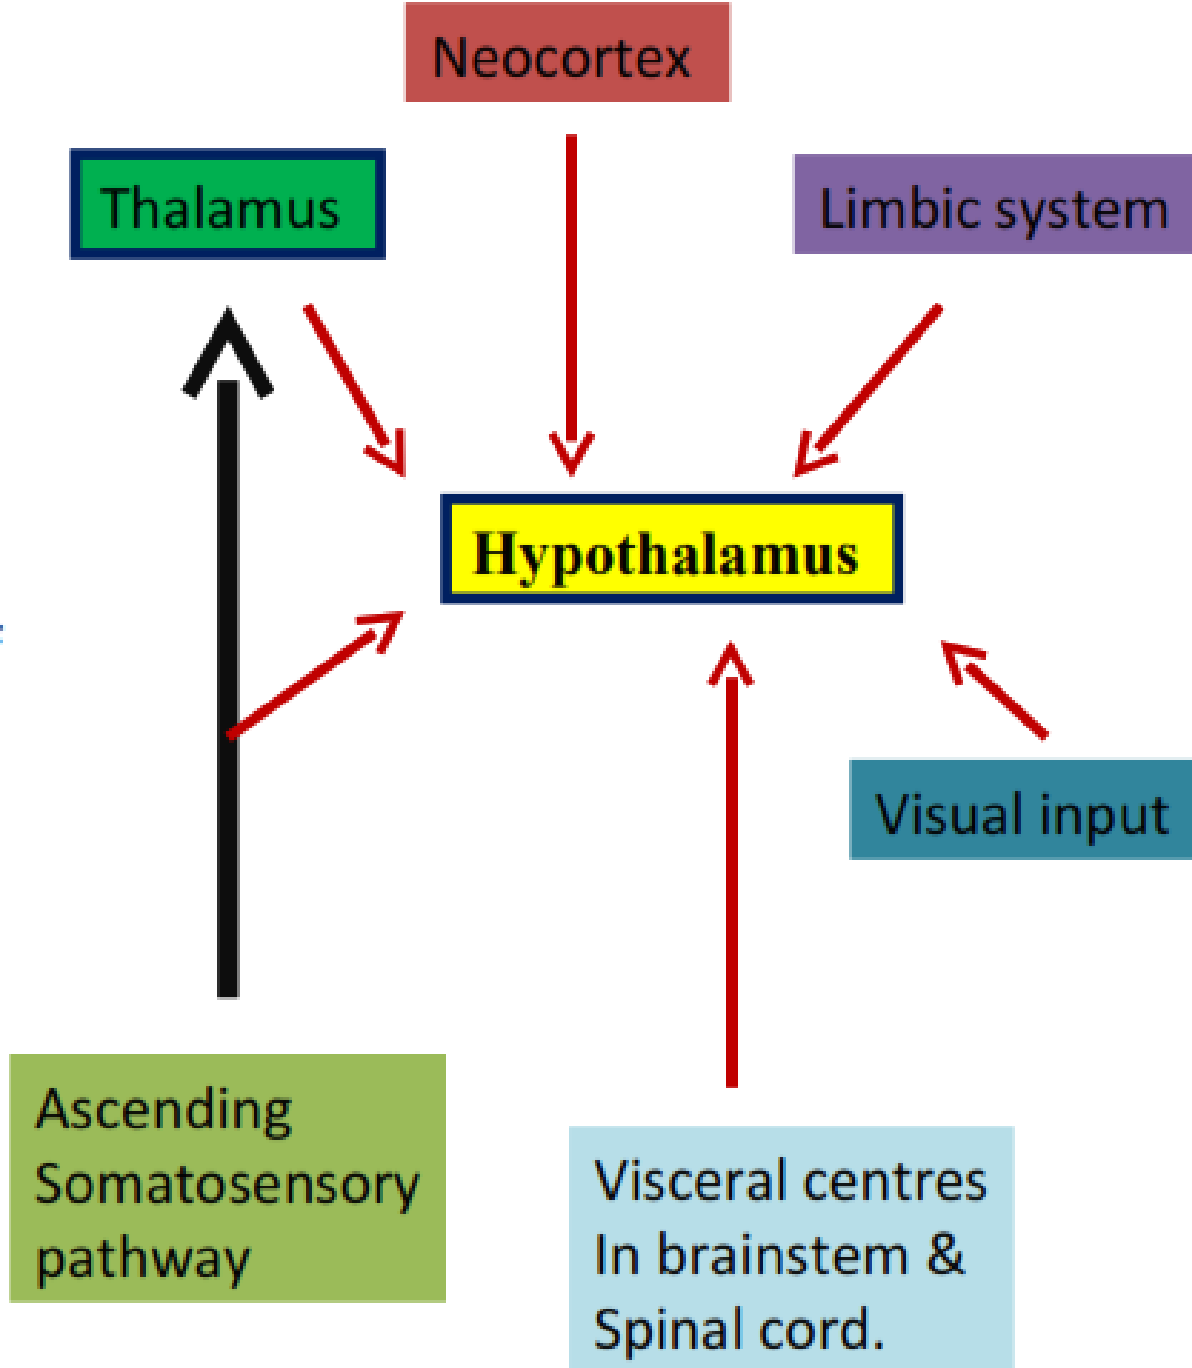 Neocortex
Thalamus
Limbic system
Hypothalamus
Visual input
Ascending
Somatosensory
pathway
Visceral centres
In brainstem &
Spinal cord.